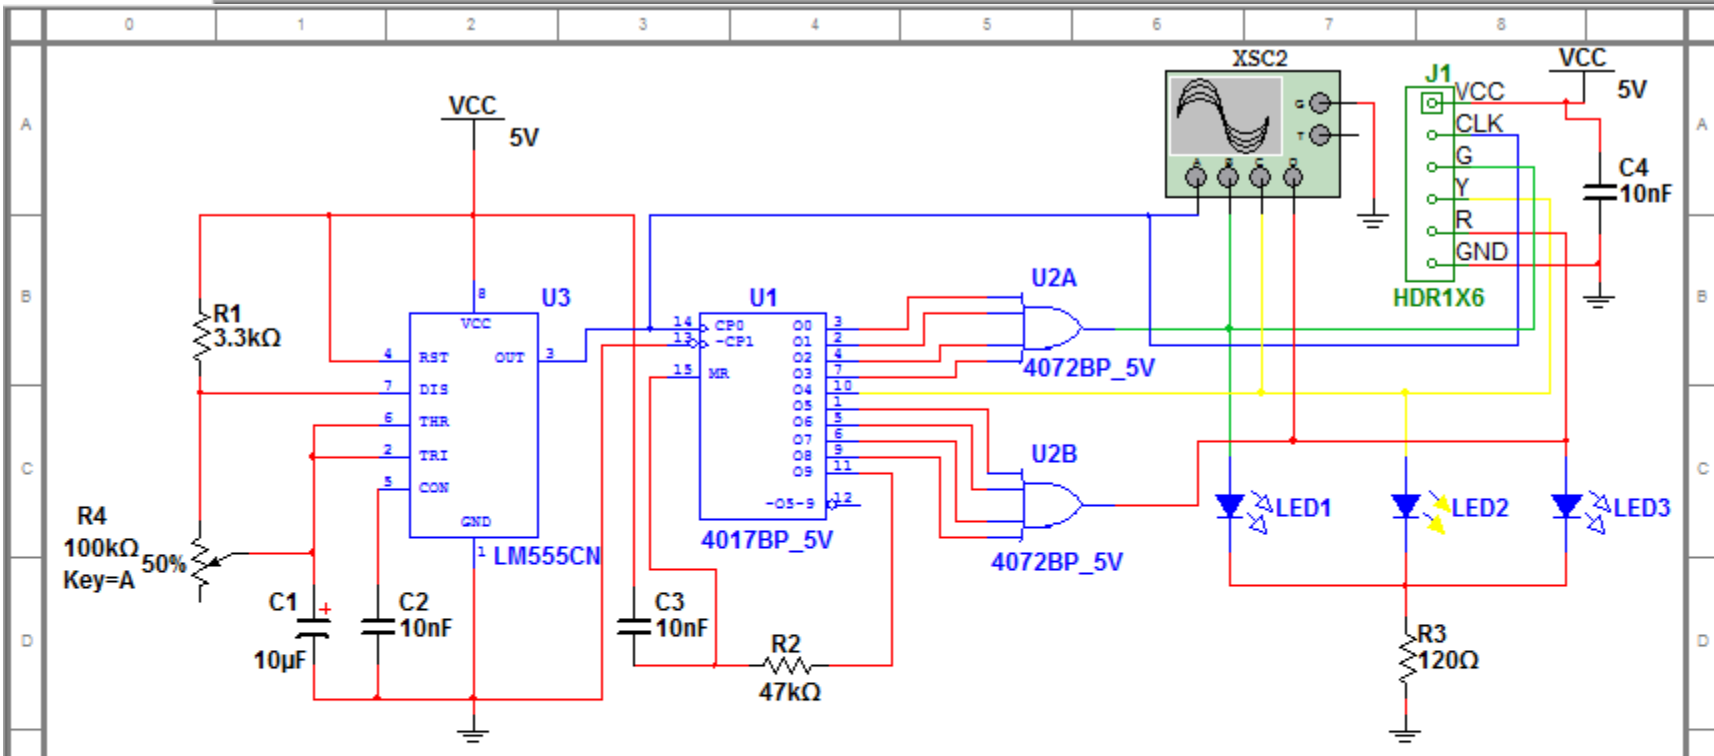 0 1 2 3 4 5 6 7 8
A
B
C
D
A
B
C
D
VCC
5V
R1
3.3kΩ
R4
100kΩ
Key=A
50%
C1
+
10µF
C2
10nF
U3
8
VCC
4 RST
OUT 3
7 DIS
6 THR
2 TRI
5 CON
GND
1
LM555CN
C3
10nF
R2
47kΩ
U1
14 CP0
13 -CP1
15 MR
O0 3
O1 2
O2 4
O3 7
O4 10
O5 1
O6 5
O7 6
O8 9
O9 11
-O5-9 12
4017BP_5V
U2A
4072BP_5V
U2B
4072BP_5V
XSC2
G
T
A B C D
J1
VCC
CLK
G
Y
R
GND
HDR1X6
VCC
5V
C4
10nF
LED1
LED2
LED3
R3
120Ω